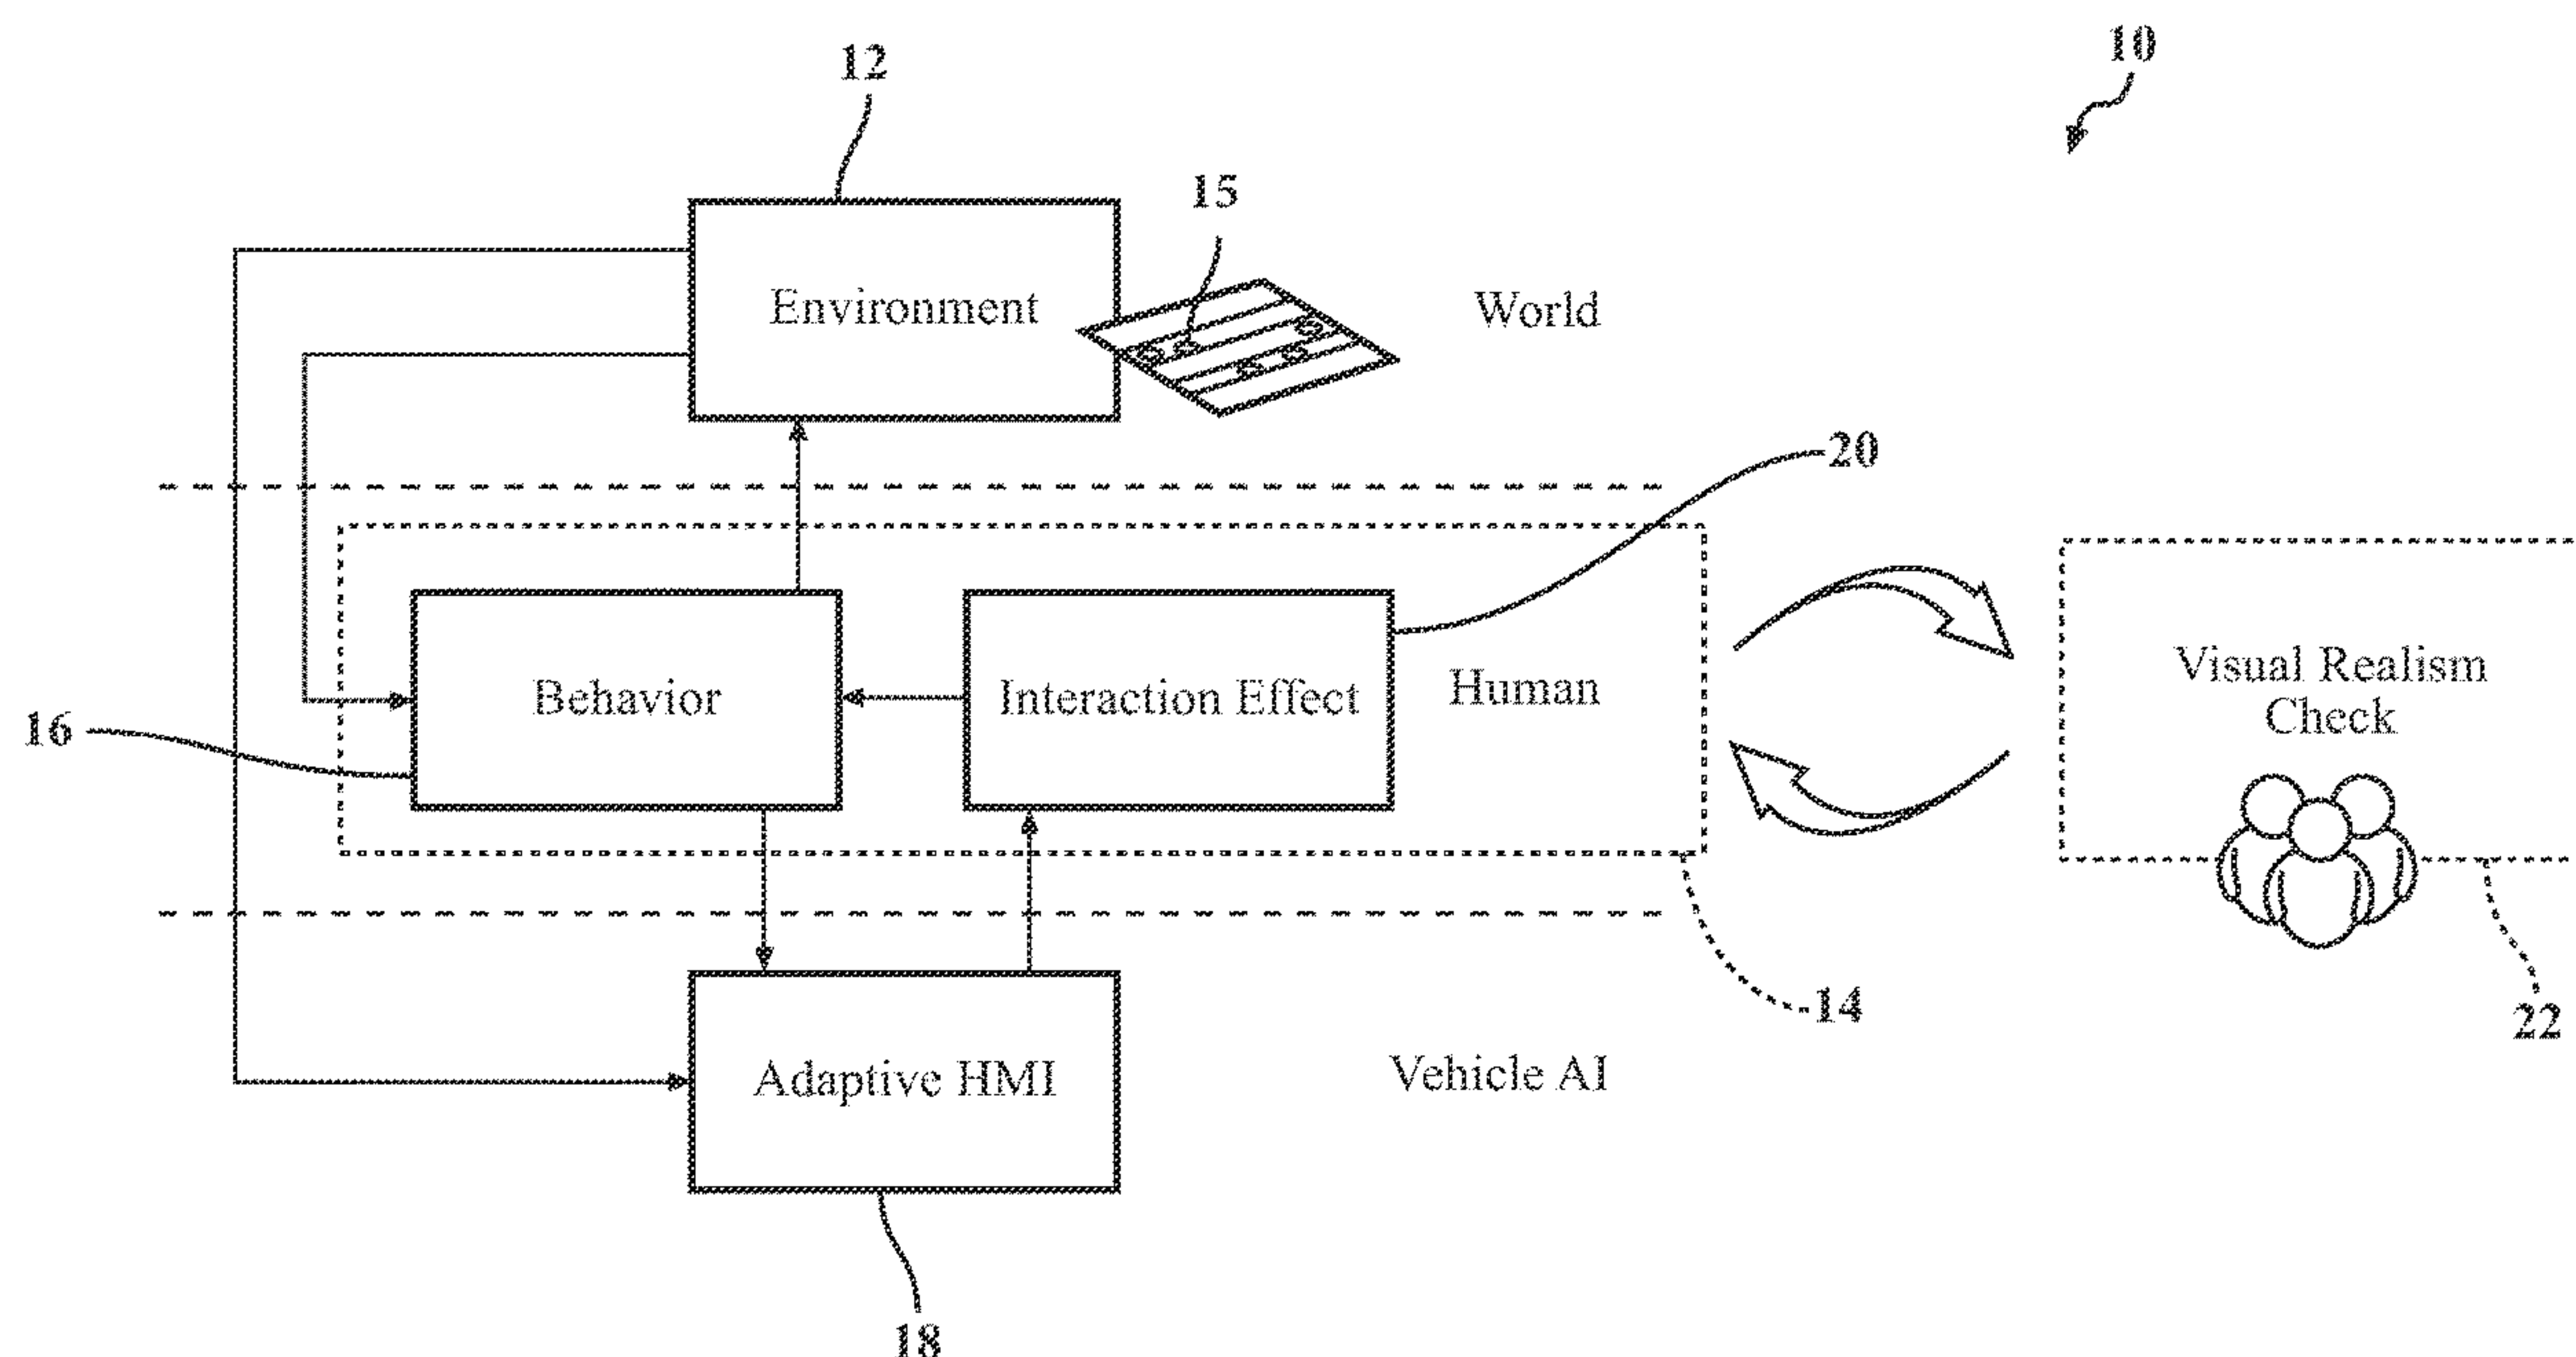 12
10
15
Environment
World
20
Behavior
Interaction Effect
Human
Visual Realism
Check
16
14
22
Adaptive HMI
Vehicle AI
18